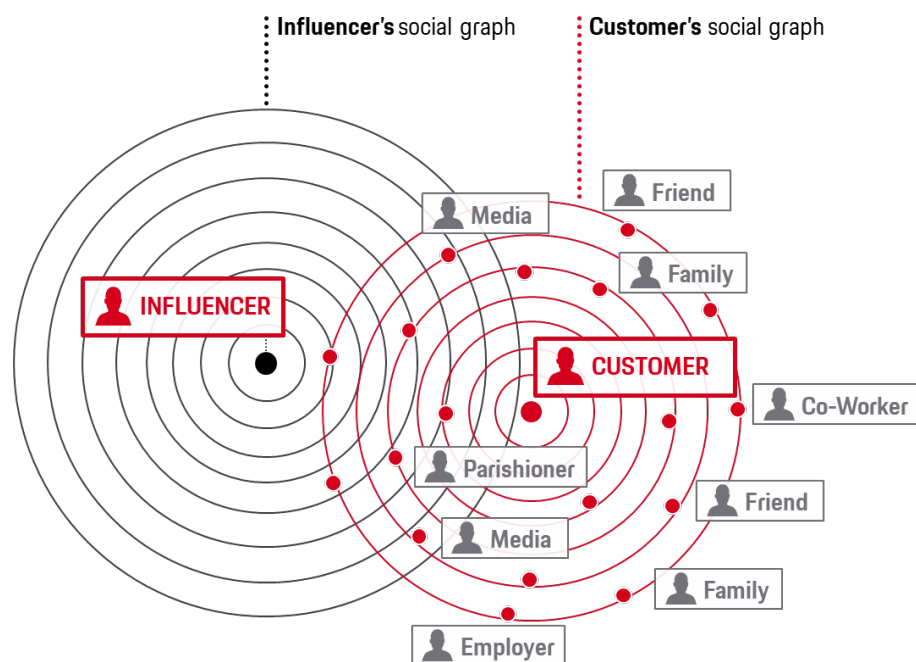 Influencer's social graph
Customer's social graph
Friend
Media
Family
INFLUENCER
CUSTOMER
Co-Worker
Parishioner
Friend
Media
Family
Employer